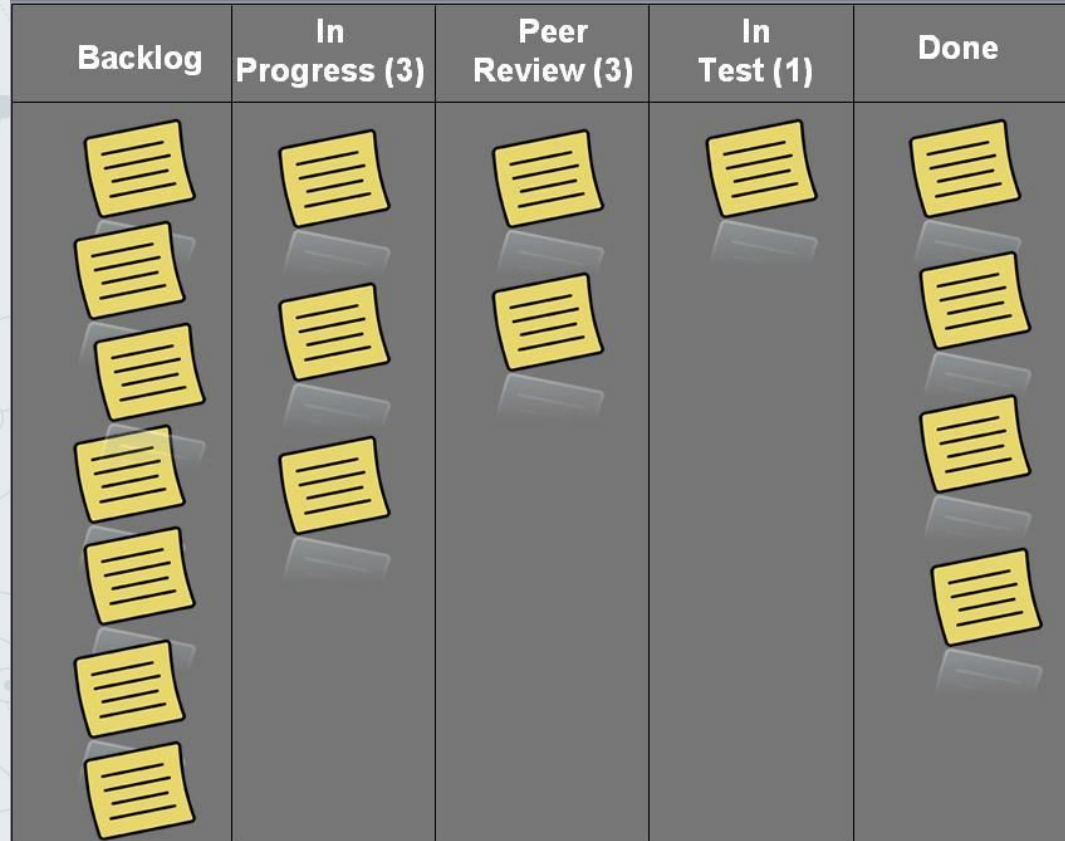 Backlog
In
Progress (3)
Peer
Review (3)
In
Test (1)
Done